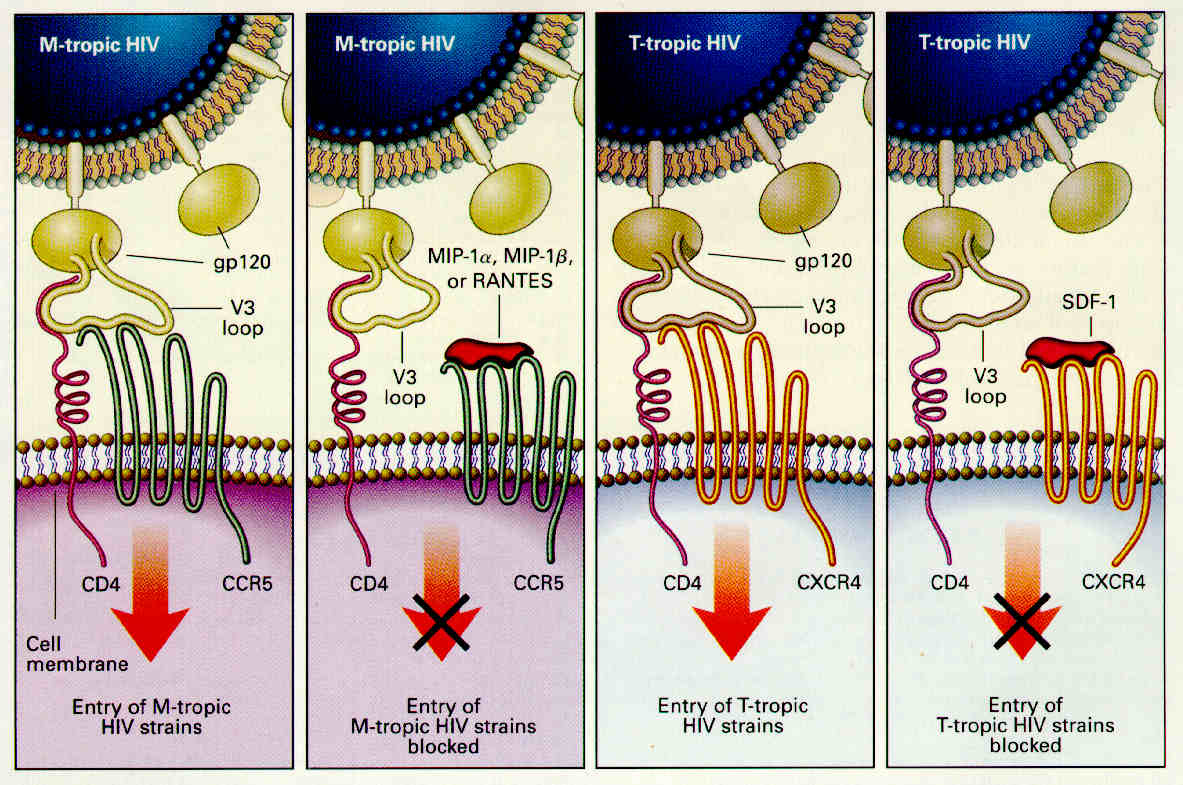 M-tropic HIV
gp120
V3
loop
CD4
CCR5
Cell
membrane
Entry of M-tropic
HIV strains
M-tropic HIV
MIP-1α, MIP-1β,
or RANTES
V3
loop
CD4
CCR5
Entry of
M-tropic HIV strains
blocked
T-tropic HIV
gp120
V3
loop
CD4
CXCR4
Entry of T-tropic
HIV strains
T-tropic HIV
SDF-1
V3
loop
CD4
CXCR4
Entry of
T-tropic HIV strains
blocked